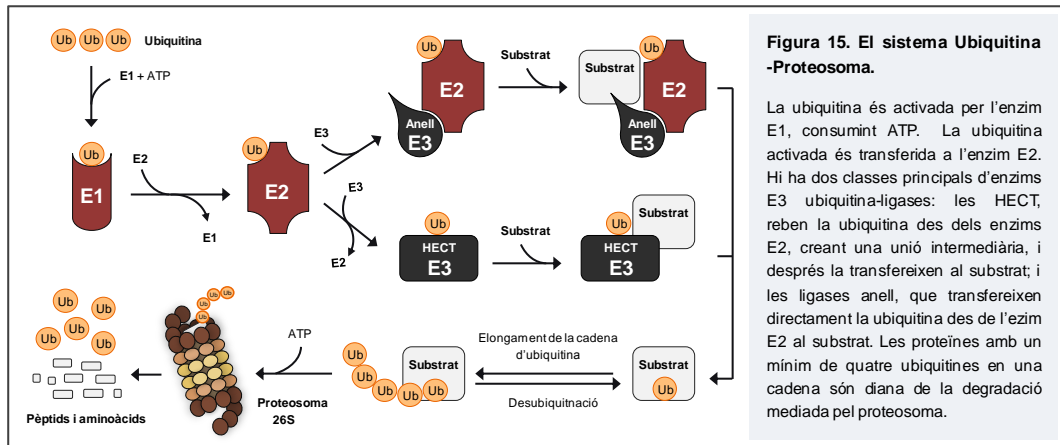 Ub Ub Ub Ubiquitina
E1 + ATP
Ub
E1
E2
E1
Ub
E2
E3
E3
E2
Ub
E2
Anell
E3
Substrat
Substrat
Ub
E2
Anell
E3
Ub
HECT
E3
Substrat
Substrat
Ub
HECT
E3
Ub
Ub
Ub
Ub
Ub
Pèptids i aminoàcids
Ub
Ub
Ub
Ub
Proteosoma
26S
ATP
Substrat
Ub
Ub
Ub
Ub
Ub
Elongament de la cadena
d'ubiquitina
Desubiquitnació
Substrat
Ub
Figura 15. El sistema Ubiquitina
-Proteosoma.
La ubiquitina és activada per l'enzim
E1, consumint ATP. La ubiquitina
activada és transferida a l'enzim E2.
Hi ha dos classes principals d'enzims
E3 ubiquitina-ligases: les HECT,
reben la ubiquitina des dels enzims
E2, creant una unió intermediària, i
després la transfereixen al substrat; i
les ligases anell, que transfereixen
directament la ubiquitina des de l'ezim
E2 al substrat. Les proteïnes amb un
mínim de quatre ubiquitines en una
cadena són diana de la degradació
mediada pel proteosoma.